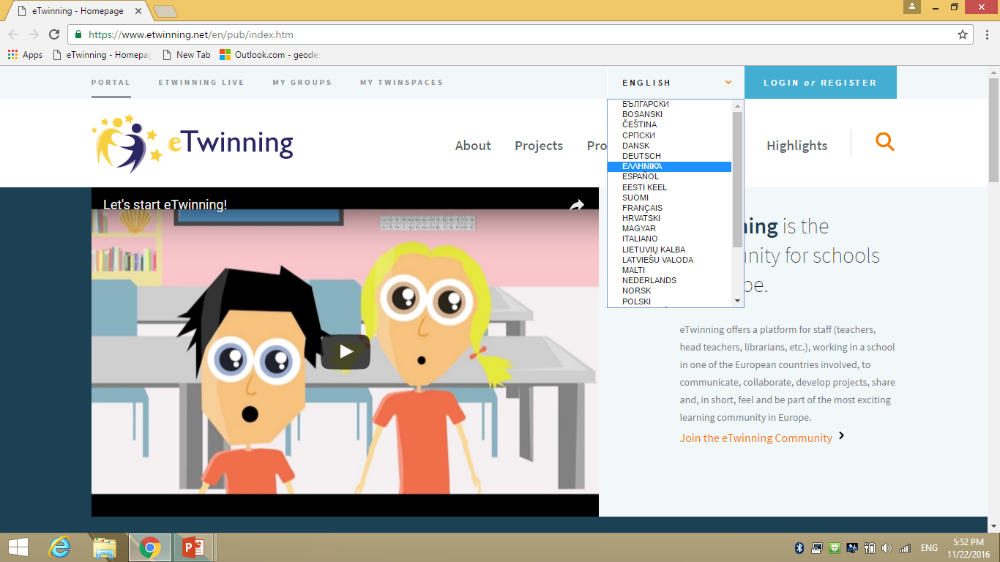 eTwinning - Homepage
https://www.etwinning.net/en/pub/index.htm
Apps
eTwinning - Homepag
New Tab
Outlook.com - geode
PORTAL
ETWINNING LIVE
MY GROUPS
MY TWINSPACES
ENGLISH
LOGIN or REGISTER
БЪЛГАРСКИ
BOSANSKI
ČEŠTINA
СРПСКИ
DANSK
DEUTSCH
ΕΛΛΗΝΙΚΆ
ESPAÑOL
EESTI KEEL
SUOMI
FRANÇAIS
HRVATSKI
MAGYAR
ITALIANO
LIETUVIŲ KALBA
LATVIEŠU VALODA
MALTI
NEDERLANDS
NORSK
POLSKI
eTwinning
About
Projects
Pro
Highlights
Let's start eTwinning!
ning is the
unity for schools
pe.
eTwinning offers a platform for staff (teachers,
head teachers, librarians, etc.), working in a school
in one of the European countries involved, to
communicate, collaborate, develop projects, share
and, in short, feel and be part of the most exciting
learning community in Europe.
Join the eTwinning Community
ENG
5:52 PM
11/22/2016